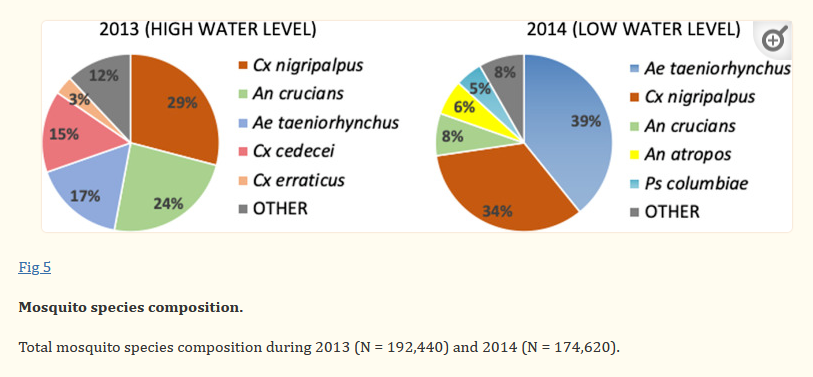 2013 (HIGH WATER LEVEL)
12%
3%
15%
17%
24%
29%
Cx nigripalpus
An crucians
Ae taeniorhynchus
Cx cedecei
Cx erraticus
OTHER
2014 (LOW WATER LEVEL)
8%
5%
6%
8%
34%
39%
Ae taeniorhynchus
Cx nigripalpus
An crucians
An atropos
Ps columbiae
OTHER
Fig 5
Mosquito species composition.
Total mosquito species composition during 2013 (N = 192,440) and 2014 (N = 174,620).